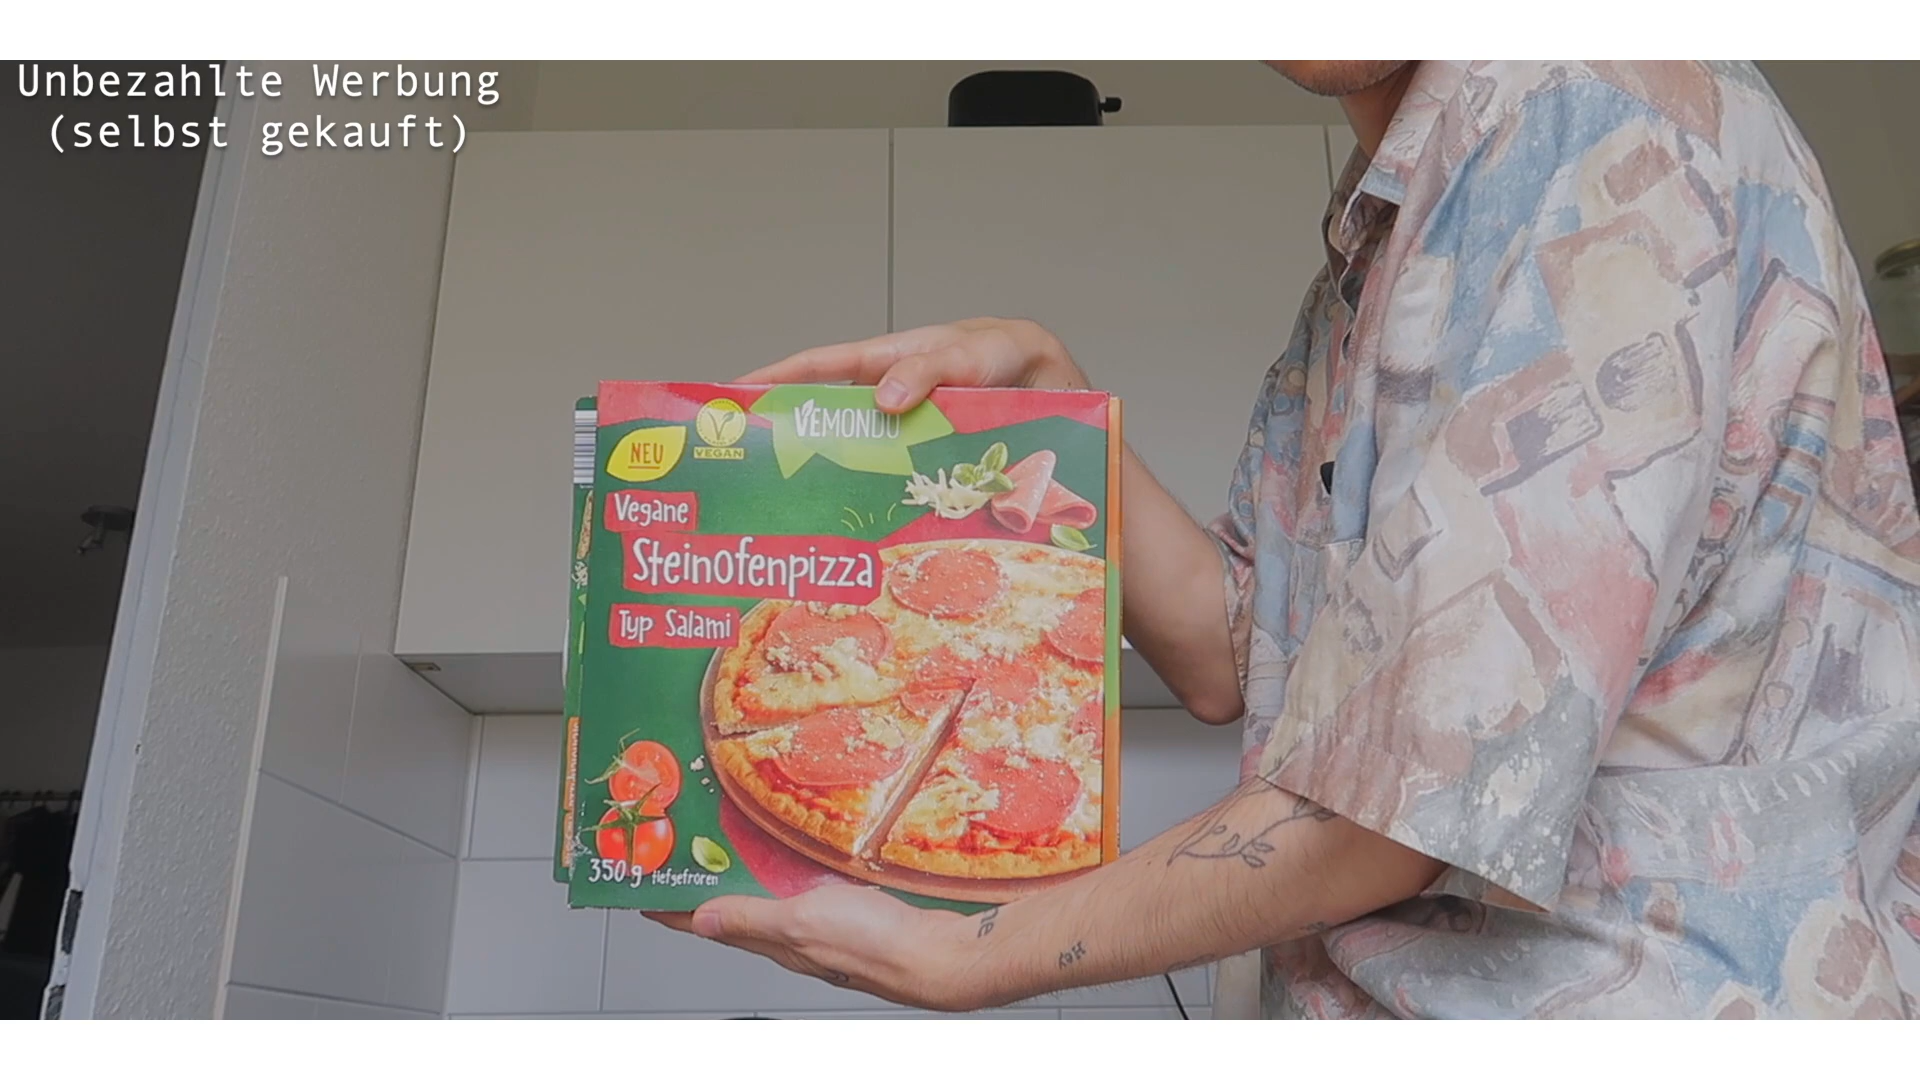 Unbezahlte Werbung
(selbst gekauft)
VEMONDO
NEU
VEGAN
Vegane
Steinofenpizza
Typ Salami
350 g tiefgefroren